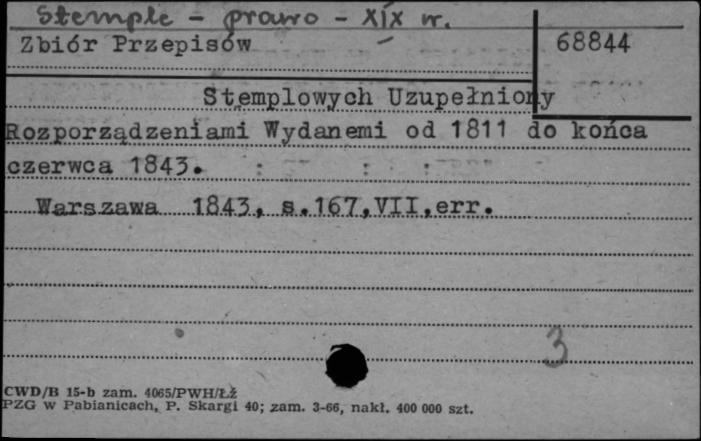 Stemple - prawo - XIX w.
Zbiór Przepisów 68844
Stemplowych Uzupełniony
Rozporządzeniami Wydanemi od 1811 do końca
czerwca 1843.
Warszawa 1843, s.167,VII,err.
3
CWD/B 15-b zam. 4065/PWH/Łż
PZG w Pabianicach, P. Skargi 40; zam. 3-66, nakł. 400 000 szt.